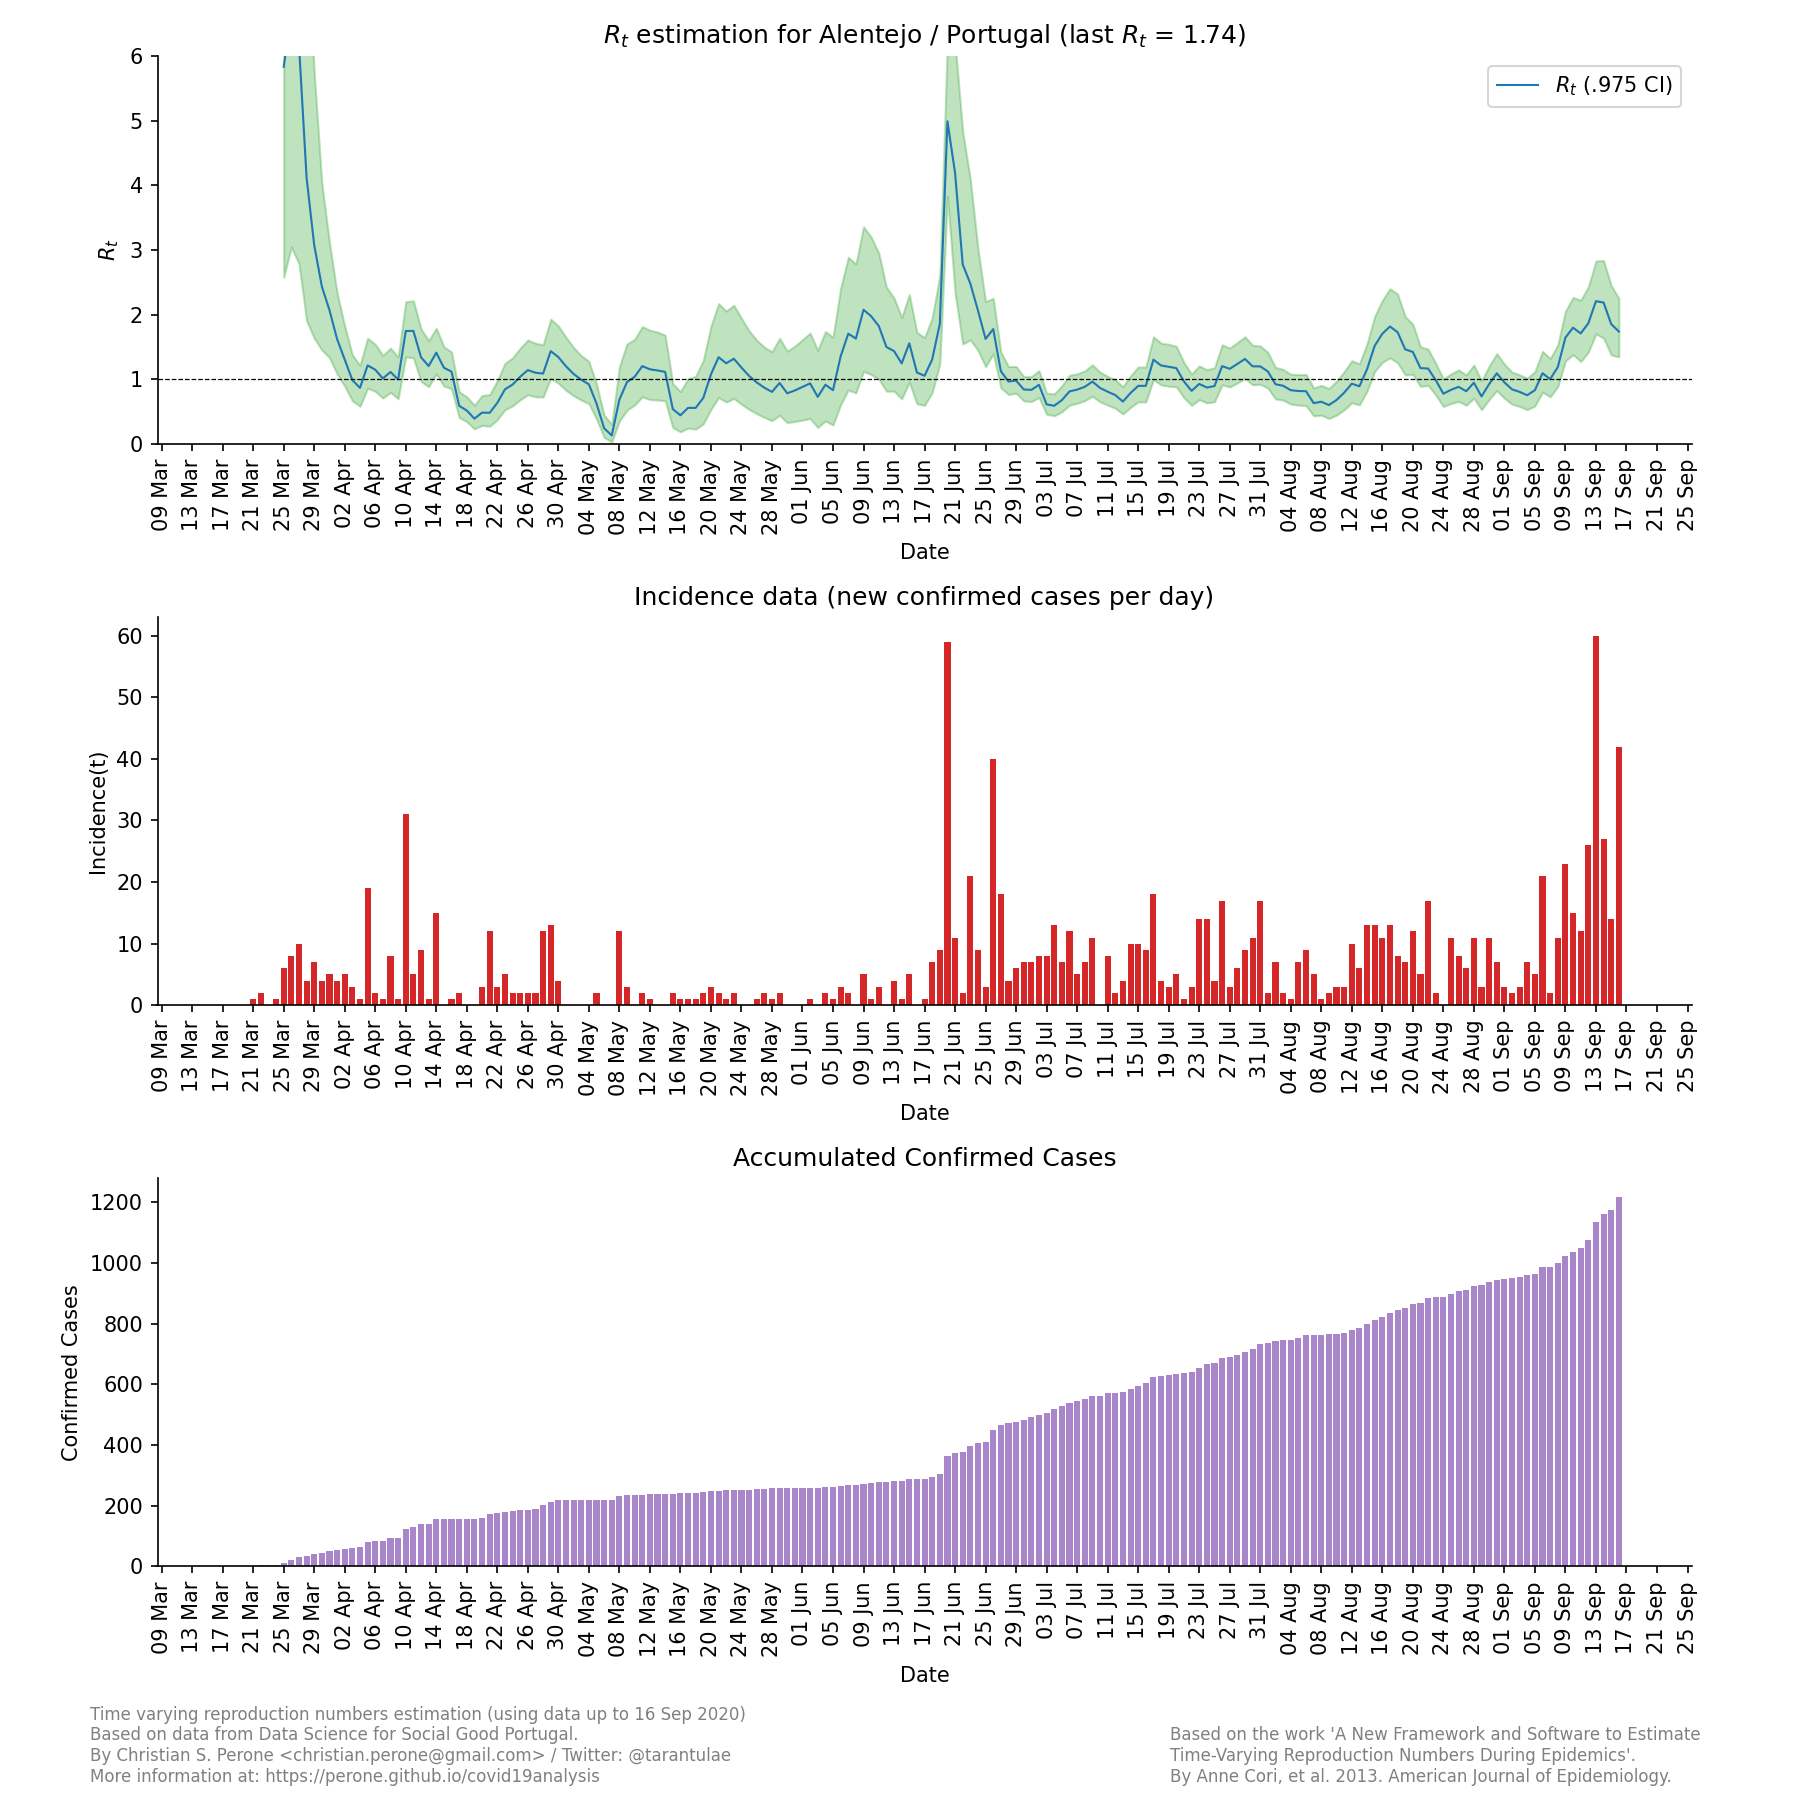 R_t estimation for Alentejo / Portugal (last R_t = 1.74)
R_t (.975 CI)
R_t
6
5
4
3
2
1
0
09 Mar 13 Mar 17 Mar 21 Mar 25 Mar 29 Mar 02 Apr 06 Apr 10 Apr 14 Apr 18 Apr 22 Apr 26 Apr 30 Apr 04 May 08 May 12 May 16 May 20 May 24 May 28 May 01 Jun 05 Jun 09 Jun 13 Jun 17 Jun 21 Jun 25 Jun 29 Jun 03 Jul 07 Jul 11 Jul 15 Jul 19 Jul 23 Jul 27 Jul 31 Jul 04 Aug 08 Aug 12 Aug 16 Aug 20 Aug 24 Aug 28 Aug 01 Sep 05 Sep 09 Sep 13 Sep 17 Sep 21 Sep 25 Sep
Date
Incidence data (new confirmed cases per day)
Incidence(t)
60
50
40
30
20
10
0
09 Mar 13 Mar 17 Mar 21 Mar 25 Mar 29 Mar 02 Apr 06 Apr 10 Apr 14 Apr 18 Apr 22 Apr 26 Apr 30 Apr 04 May 08 May 12 May 16 May 20 May 24 May 28 May 01 Jun 05 Jun 09 Jun 13 Jun 17 Jun 21 Jun 25 Jun 29 Jun 03 Jul 07 Jul 11 Jul 15 Jul 19 Jul 23 Jul 27 Jul 31 Jul 04 Aug 08 Aug 12 Aug 16 Aug 20 Aug 24 Aug 28 Aug 01 Sep 05 Sep 09 Sep 13 Sep 17 Sep 21 Sep 25 Sep
Date
Accumulated Confirmed Cases
Confirmed Cases
1200
1000
800
600
400
200
0
09 Mar 13 Mar 17 Mar 21 Mar 25 Mar 29 Mar 02 Apr 06 Apr 10 Apr 14 Apr 18 Apr 22 Apr 26 Apr 30 Apr 04 May 08 May 12 May 16 May 20 May 24 May 28 May 01 Jun 05 Jun 09 Jun 13 Jun 17 Jun 21 Jun 25 Jun 29 Jun 03 Jul 07 Jul 11 Jul 15 Jul 19 Jul 23 Jul 27 Jul 31 Jul 04 Aug 08 Aug 12 Aug 16 Aug 20 Aug 24 Aug 28 Aug 01 Sep 05 Sep 09 Sep 13 Sep 17 Sep 21 Sep 25 Sep
Date
Time varying reproduction numbers estimation (using data up to 16 Sep 2020)
Based on data from Data Science for Social Good Portugal.
By Christian S. Perone <christian.perone@gmail.com> / Twitter: @tarantulae
More information at: https://perone.github.io/covid19analysis
Based on the work 'A New Framework and Software to Estimate
Time-Varying Reproduction Numbers During Epidemics'.
By Anne Cori, et al. 2013. American Journal of Epidemiology.